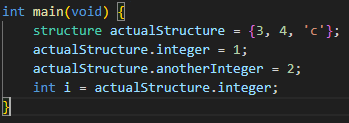 int main(void) {
    structure actualStructure = {3, 4, 'c'};
    actualStructure.integer = 1;
    actualStructure.anotherInteger = 2;
    int i = actualStructure.integer;
}